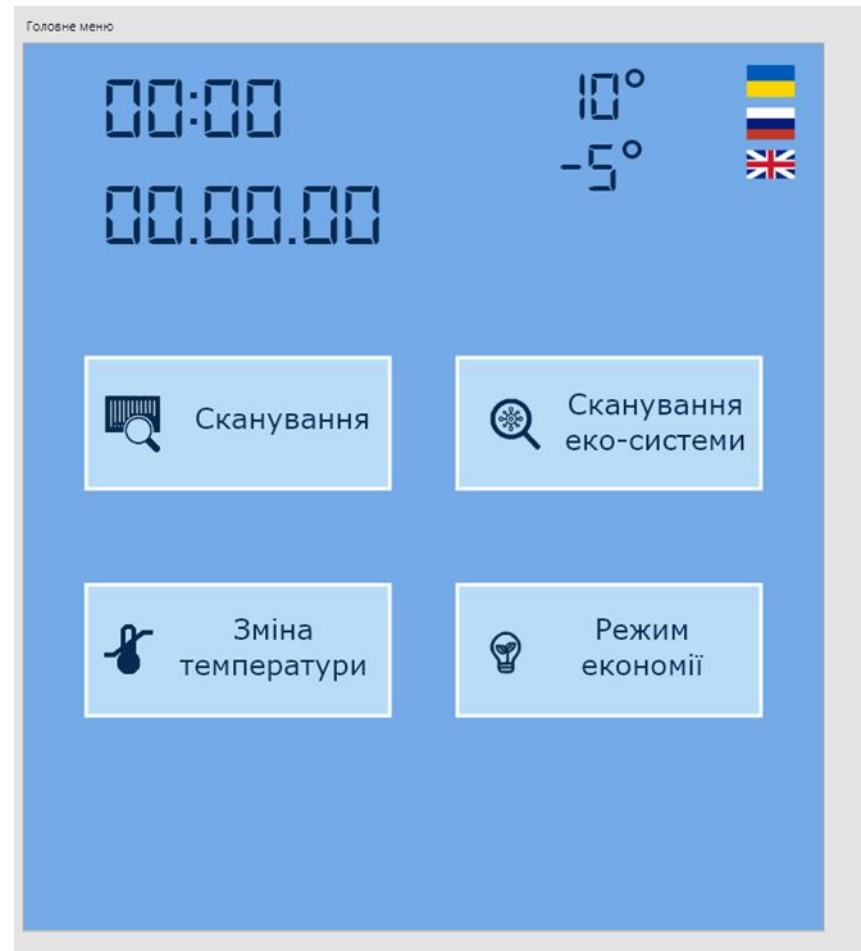 Головне меню
00:00
10°
-5°
00.00.00
Сканування
Сканування
еко-системи
Зміна
температури
Режим
економії